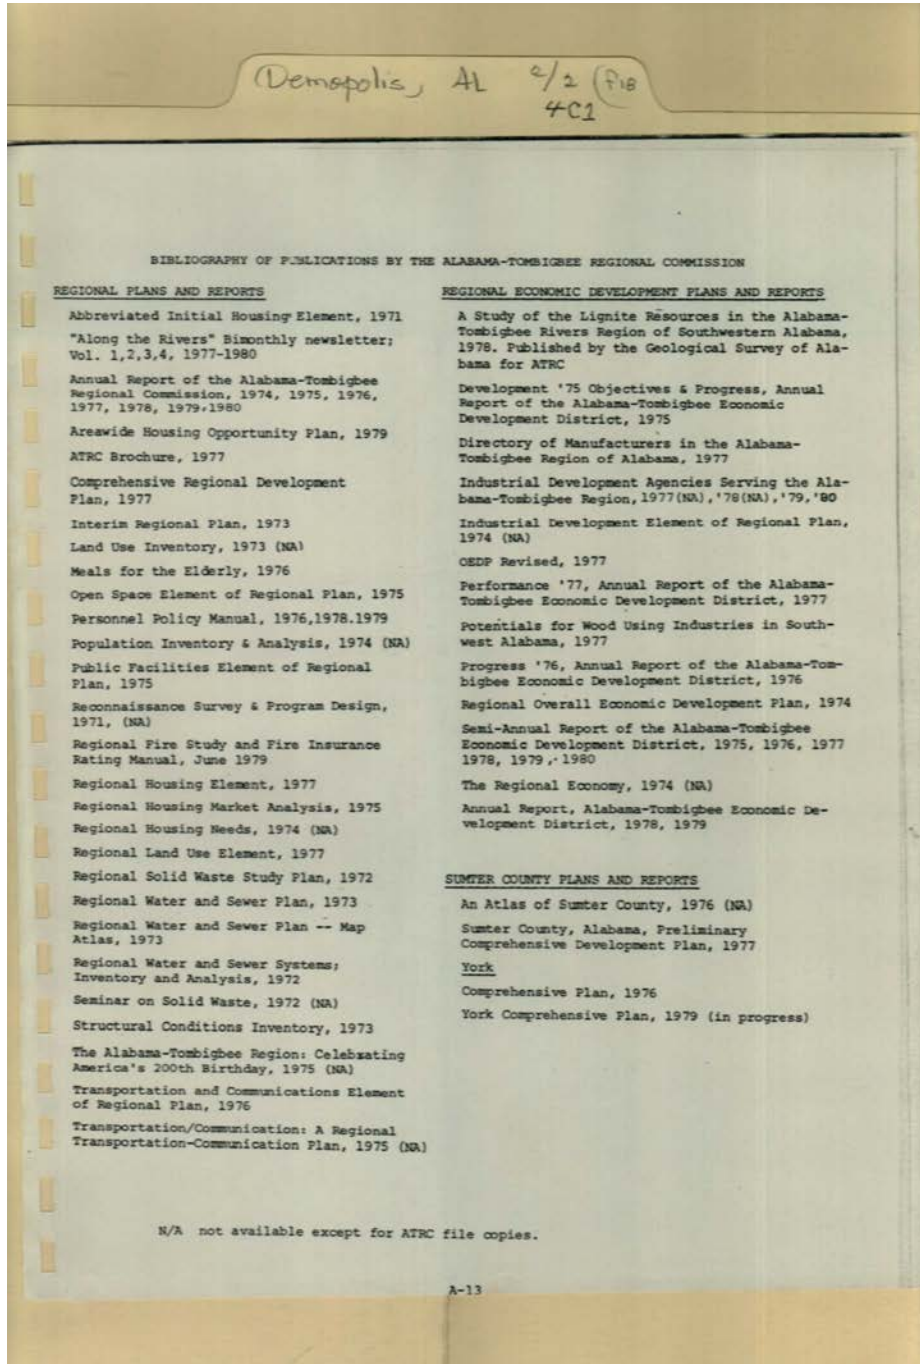 Demopolis, AL 2/2 (FIB
4C1
BIBLIOGRAPHY OF PUBLICATIONS BY THE ALABAMA-TOMBIGBEE REGIONAL COMMISSION
REGIONAL PLANS AND REPORTS
Abbreviated Initial Housing Element, 1971
"Along the Rivers" Bimonthly newsletter;
Vol. 1,2,3,4, 1977-1980
Annual Report of the Alabama-Tombigbee
Regional Commission, 1974, 1975, 1976,
1977, 1978, 1979,1980
Areawide Housing Opportunity Plan, 1979
ATRC Brochure, 1977
Comprehensive Regional Development
Plan, 1977
Interim Regional Plan, 1973
Land Use Inventory, 1973 (NA)
Meals for the Elderly, 1976
Open Space Element of Regional Plan, 1975
Personnel Policy Manual, 1976,1978.1979
Population Inventory & Analysis, 1974 (NA)
Public Facilities Element of Regional
Plan, 1975
Reconnaissance Survey & Program Design,
1971, (NA)
Regional Fire Study and Fire Insurance
Rating Manual, June 1979
Regional Housing Element, 1977
Regional Housing Market Analysis, 1975
Regional Housing Needs, 1974 (NA)
Regional Land Use Element, 1977
Regional Solid Waste Study Plan, 1972
Regional Water and Sewer Plan, 1973
Regional Water and Sewer Plan -- Map
Atlas, 1973
Regional Water and Sewer Systems;
Inventory and Analysis, 1972
Seminar on Solid Waste, 1972 (NA)
Structural Conditions Inventory, 1973
The Alabama-Tombigbee Region: Celebrating
America's 200th Birthday, 1975 (NA)
Transportation and Communications Element
of Regional Plan, 1976
Transportation/Communication: A Regional
Transportation-Communication Plan, 1975 (NA)
REGIONAL ECONOMIC DEVELOPMENT PLANS AND REPORTS
A Study of the Lignite Resources in the Alabama-
Tombigbee Rivers Region of Southwestern Alabama,
1978. Published by the Geological Survey of Ala-
bama for ATRC
Development '75 Objectives & Progress, Annual
Report of the Alabama-Tombigbee Economic
Development District, 1975
Directory of Manufacturers in the Alabama-
Tombigbee Region of Alabama, 1977
Industrial Development Agencies Serving the Ala-
bama-Tombigbee Region,1977(NA),'78(NA),'79,'80
Industrial Development Element of Regional Plan,
1974 (NA)
OEDP Revised, 1977
Performance '77, Annual Report of the Alabama-
Tombigbee Economic Development District, 1977
Potentials for Wood Using Industries in South-
west Alabama, 1977
Progress '76, Annual Report of the Alabama-Tom-
bigbee Economic Development District, 1976
Regional Overall Economic Development Plan, 1974
Semi-Annual Report of the Alabama-Tombigbee
Economic Development District, 1975, 1976, 1977
1978, 1979, 1980
The Regional Economy, 1974 (NA)
Annual Report, Alabama-Tombigbee Economic De-
velopment District, 1978, 1979
SUMTER COUNTY PLANS AND REPORTS
An Atlas of Sumter County, 1976 (NA)
Sumter County, Alabama, Preliminary
Comprehensive Development Plan, 1977
York
Comprehensive Plan, 1976
York Comprehensive Plan, 1979 (in progress)
N/A not available except for ATRC file copies.
A-13